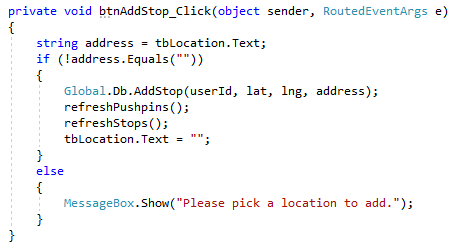 private void btnAddStop_Click(object sender, RoutedEventArgs e)
{
    string address = tbLocation.Text;
    if (!address.Equals(""))
    {
        Global.Db.AddStop(userId, lat, lng, address);
        refreshPushpins();
        refreshStops();
        tbLocation.Text = "";
    }
    else
    {
        MessageBox.Show("Please pick a location to add.");
    }
}